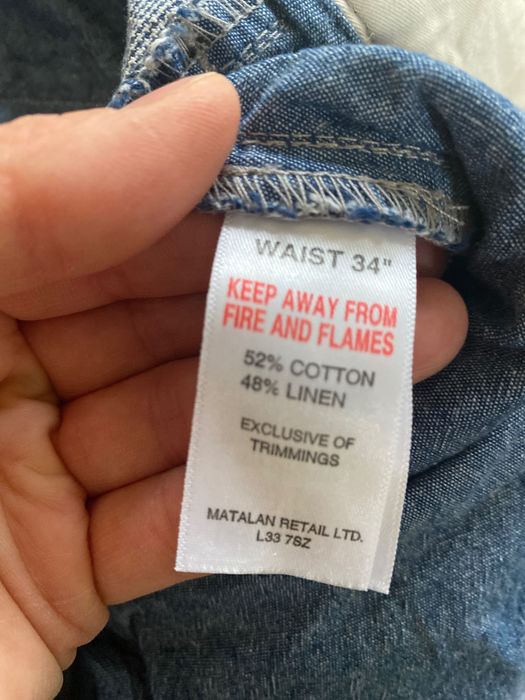 WAIST 34"
KEEP AWAY FROM
FIRE AND FLAMES
52% COTTON
48% LINEN
EXCLUSIVE OF
TRIMMINGS
MATALAN RETAIL LTD.
L33 7SZ